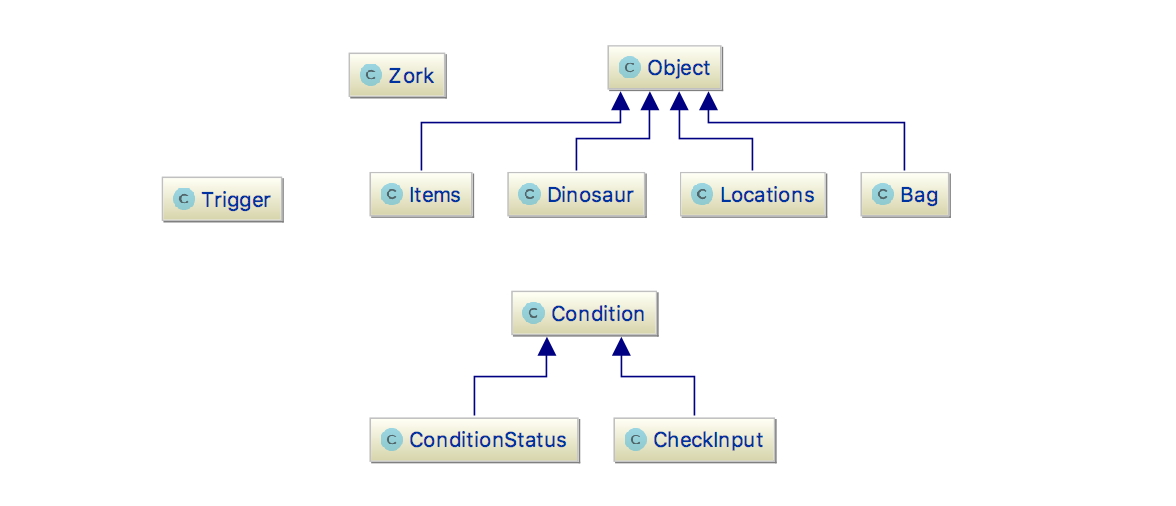 C Zork
C Object
C Trigger
C Items
C Dinosaur
C Locations
C Bag
C Condition
C ConditionStatus
C CheckInput